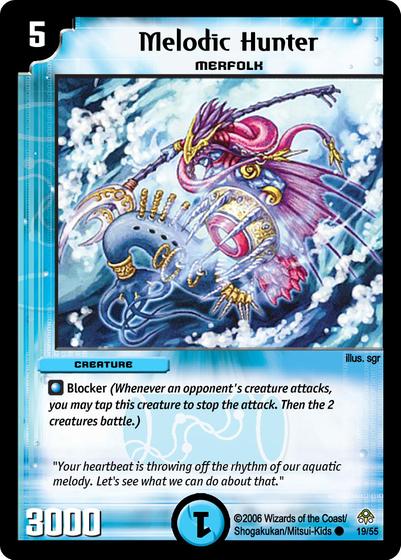 5
Melodic Hunter
MERFOLK
illus. sgr
CREATURE
Blocker (Whenever an opponent's creature attacks,
you may tap this creature to stop the attack. Then the 2
creatures battle.)
"Your heartbeat is throwing off the rhythm of our aquatic
melody. Let's see what we can do about that."
3000
1
©2006 Wizards of the Coast/
Shogakukan/Mitsui-Kids
19/55